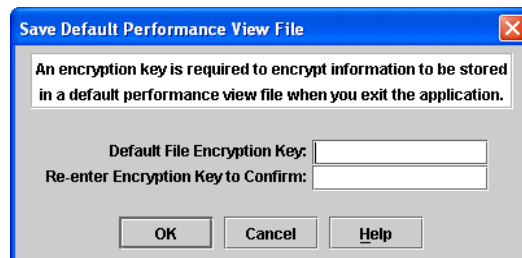 Save Default Performance View File
An encryption key is required to encrypt information to be stored
in a default performance view file when you exit the application.
Default File Encryption Key:
Re-enter Encryption Key to Confirm:
OK Cancel Help